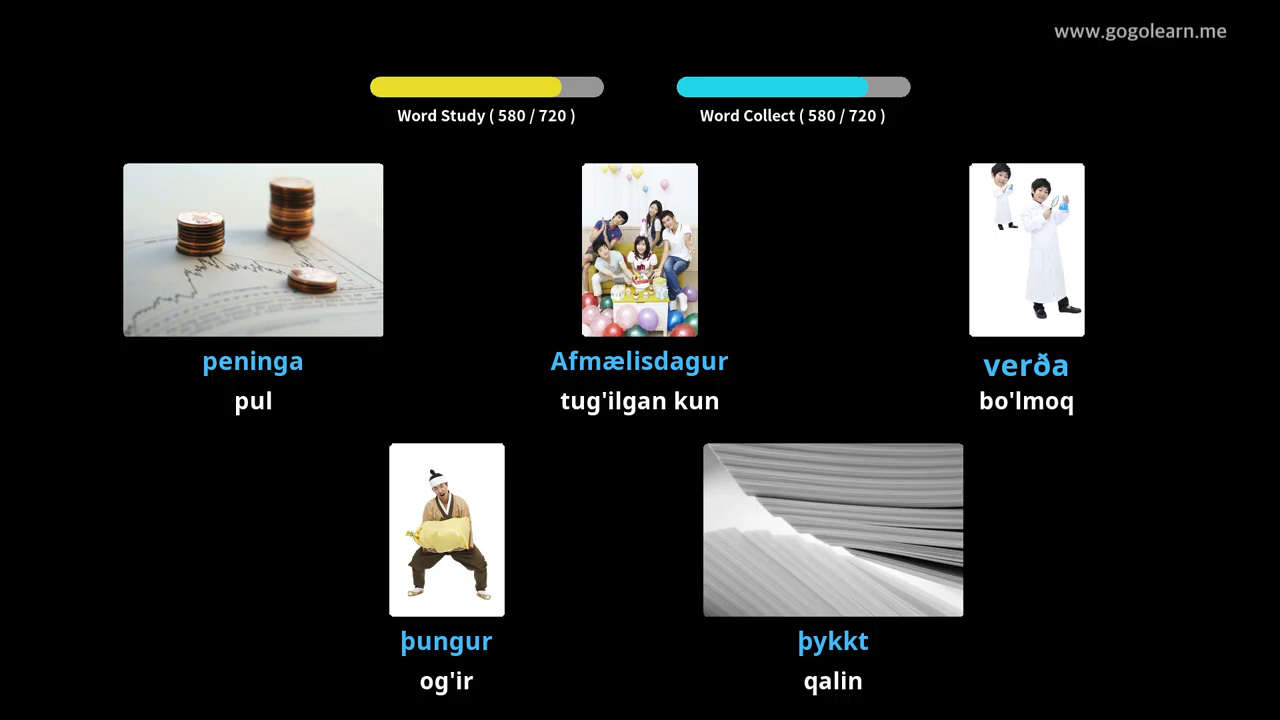 www.gogolearn.me
Word Study ( 580 / 720 )
Word Collect ( 580 / 720 )
peninga
pul
Afmælisdagur
tug'ilgan kun
verða
bo'lmoq
þungur
og'ir
þykkt
qalin